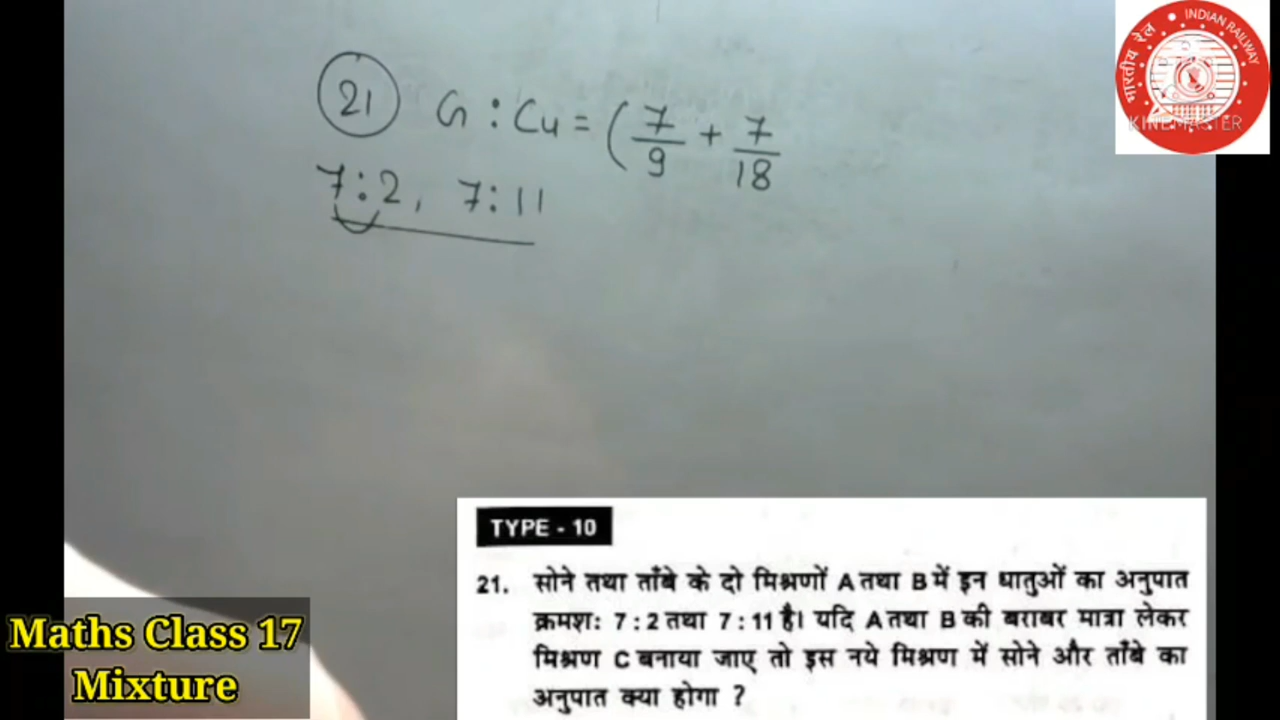 21 G : Cu = ( 7/9 + 7/18
7 : 2, 7 : 11
भारतीय रेल
INDIAN RAILWAY
KINEMASTER
TYPE - 10
21. सोने तथा ताँबे के दो मिश्रणों A तथा B में इन धातुओं का अनुपात
क्रमशः 7 : 2 तथा 7 : 11 है। यदि A तथा B की बराबर मात्रा लेकर
मिश्रण C बनाया जाए तो इस नये मिश्रण में सोने और ताँबे का
अनुपात क्या होगा ?
Maths Class 17
Mixture